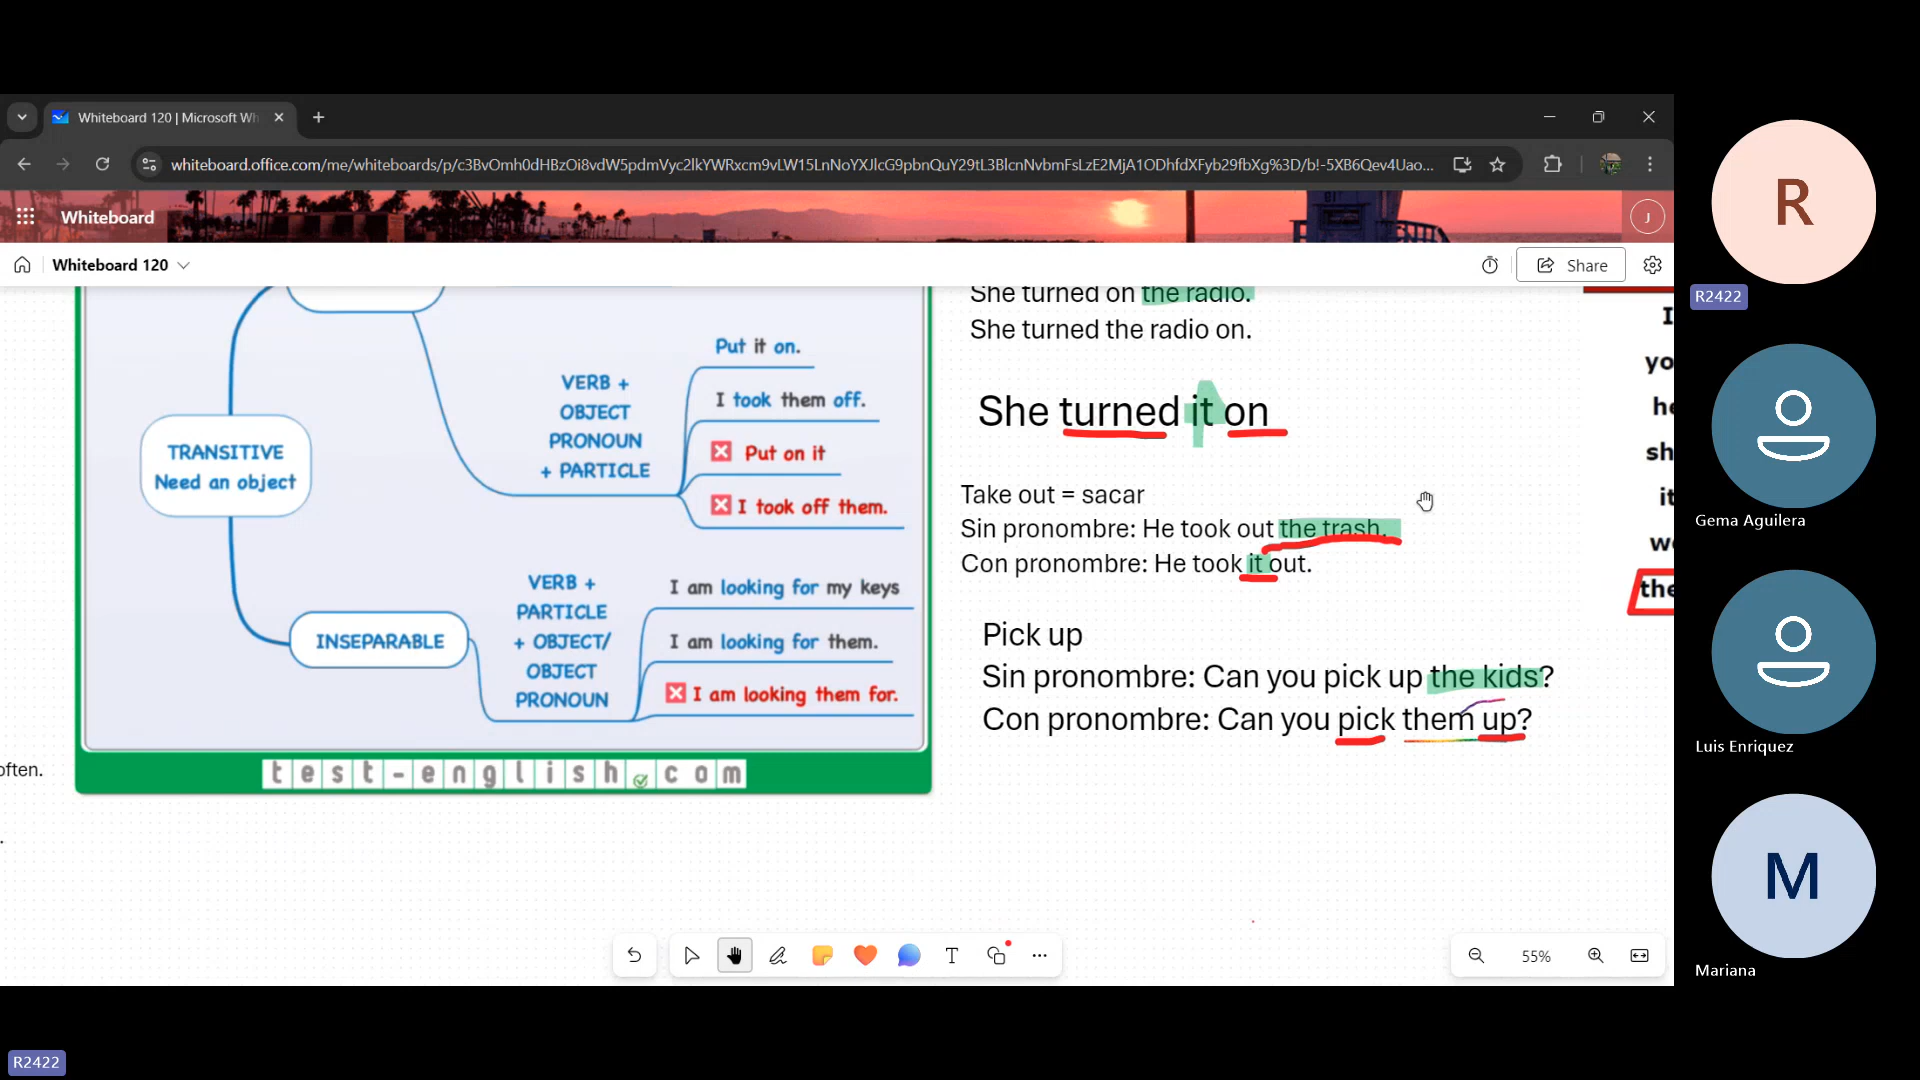 Whiteboard 120 | Microsoft Wh
whiteboard.office.com/me/whiteboards/p/c3BvOmh0dHBzOi8vdW5pdmVyc2lkYWRxcm9vLW15LnNoYXJlcG9pbnQuY29tL3BlcnNvbmFsLzE2MjA1ODhfdXFyb29fbXg%3D/b!-5XB6Qev4Uao...
Whiteboard
J
Whiteboard 120
Share
She turned on the radio.
She turned the radio on.
She turned it on
Take out = sacar
Sin pronombre: He took out the trash.
Con pronombre: He took it out.
Pick up
Sin pronombre: Can you pick up the kids?
Con pronombre: Can you pick them up?
TRANSITIVE
Need an object
VERB +
OBJECT
PRONOUN
+ PARTICLE
Put it on.
I took them off.
Put on it
I took off them.
INSEPARABLE
VERB +
PARTICLE
+ OBJECT/
OBJECT
PRONOUN
I am looking for my keys
I am looking for them.
I am looking them for.
test-english.com
often.
.
I
yo
he
sh
it
we
the
55%
R
R2422
Gema Aguilera
Luis Enriquez
M
Mariana
R2422